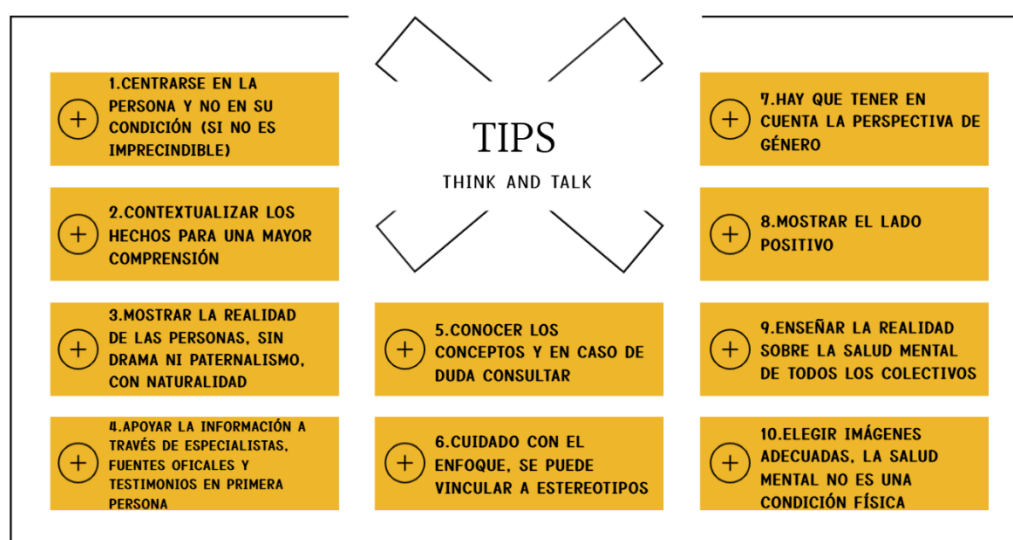 TIPS
THINK AND TALK
1.CENTRARSE EN LA
PERSONA Y NO EN SU
CONDICIÓN (SI NO ES
IMPRECINDIBLE)
2.CONTEXTUALIZAR LOS
HECHOS PARA UNA MAYOR
COMPRENSIÓN
3.MOSTRAR LA REALIDAD
DE LAS PERSONAS, SIN
DRAMA NI PATERNALISMO,
CON NATURALIDAD
4.APOYAR LA INFORMACIÓN A
TRAVÉS DE ESPECIALISTAS,
FUENTES OFICALES Y
TESTIMONIOS EN PRIMERA
PERSONA
5.CONOCER LOS
CONCEPTOS Y EN CASO DE
DUDA CONSULTAR
6.CUIDADO CON EL
ENFOQUE, SE PUEDE
VINCULAR A ESTEREOTIPOS
7.HAY QUE TENER EN
CUENTA LA PERSPECTIVA DE
GÉNERO
8.MOSTRAR EL LADO
POSITIVO
9.ENSEÑAR LA REALIDAD
SOBRE LA SALUD MENTAL
DE TODOS LOS COLECTIVOS
10.ELEGIR IMÁGENES
ADECUADAS, LA SALUD
MENTAL NO ES UNA
CONDICIÓN FÍSICA